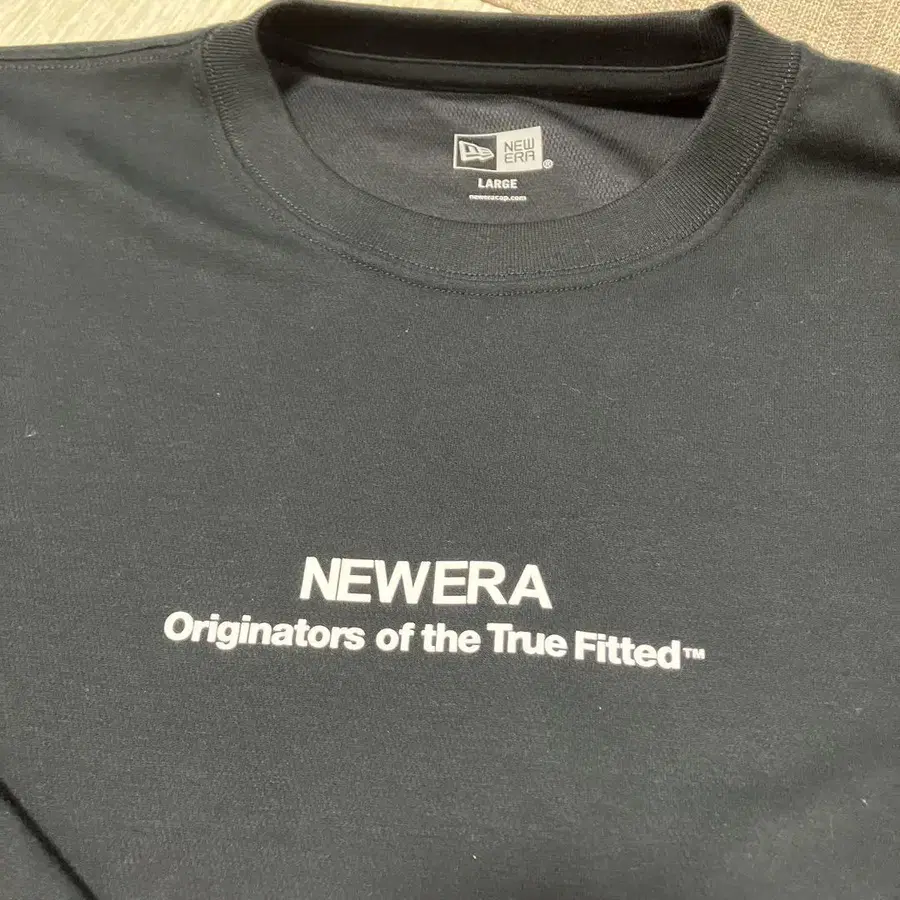 NEW
ERA
®
LARGE
neweracap.com
NEWERA
Originators of the True Fitted™